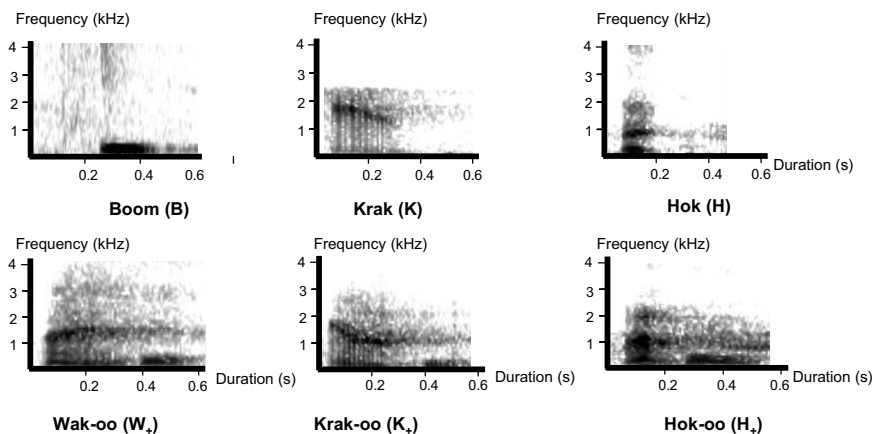 Frequency (kHz) Frequency (kHz) Frequency (kHz)
4 4 4
3 3 3
2 2 2
1 1 1
0.2 0.4 0.6 0.2 0.4 0.6 0.2 0.4 0.6 Duration (s)
Boom (B) Krak (K) Hok (H)
Frequency (kHz) Frequency (kHz) Frequency (kHz)
4 4 4
3 3 3
2 2 2
1 1 1
0.2 0.4 0.6 Duration (s) 0.2 0.4 0.6 Duration (s) 0.2 0.4 0.6 Duration (s)
Wak-oo (W+) Krak-oo (K+) Hok-oo (H+)